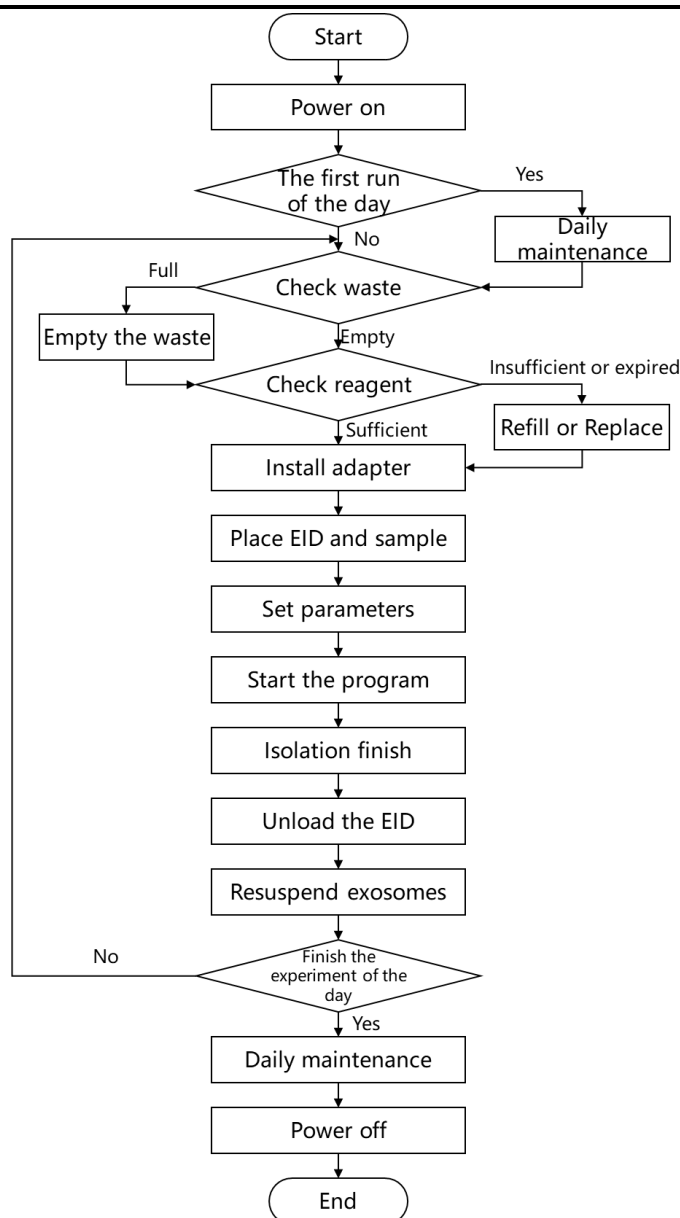 Start
Power on
The first run
of the day
Yes
Daily
maintenance
No
Check waste
Full
Empty the waste
Empty
Check reagent
Insufficient or expired
Refill or Replace
Sufficient
Install adapter
Place EID and sample
Set parameters
Start the program
Isolation finish
Unload the EID
Resuspend exosomes
Finish the
experiment of the
day
No
Yes
Daily maintenance
Power off
End